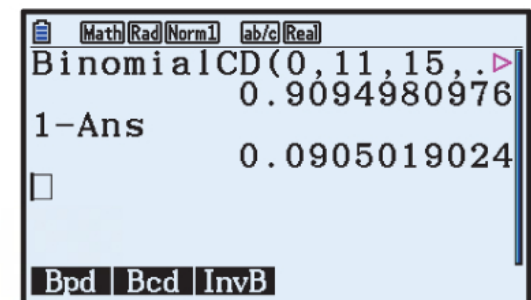 Math Rad Norm1 ab/c Real
BinomialCD(0,11,15,.
0.9094980976
1-Ans
0.0905019024
Bpd Bcd InvB